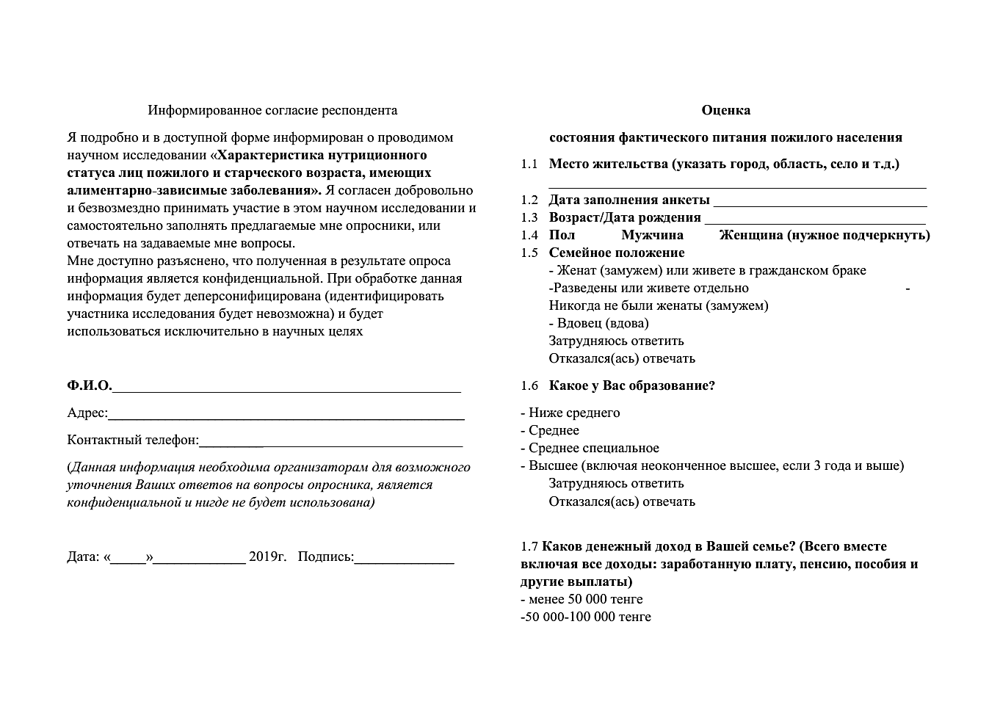 Информированное согласие респондента
Я подробно и в доступной форме информирован о проводимом
научном исследовании «Характеристика нутриционного
статуса лиц пожилого и старческого возраста, имеющих
алиментарно-зависимые заболевания». Я согласен добровольно
и безвозмездно принимать участие в этом научном исследовании и
самостоятельно заполнять предлагаемые мне опросники, или
отвечать на задаваемые мне вопросы.
Мне доступно разъяснено, что полученная в результате опроса
информация является конфиденциальной. При обработке данная
информация будет деперсонифицирована (идентифицировать
участника исследования будет невозможна) и будет
использоваться исключительно в научных целях
Ф.И.О.__________________________________________________
Адрес:__________________________________________________
Контактный телефон:_____________________________________
(Данная информация необходима организаторам для возможного
уточнения Ваших ответов на вопросы опросника, является
конфиденциальной и нигде не будет использована)
Дата: «_____»_____________ 2019г. Подпись:______________
Оценка
состояния фактического питания пожилого населения
1.1 Место жительства (указать город, область, село и т.д.)
_____________________________________________________
1.2 Дата заполнения анкеты ______________________________
1.3 Возраст/Дата рождения _______________________________
1.4 Пол Мужчина Женщина (нужное подчеркнуть)
1.5 Семейное положение
- Женат (замужем) или живете в гражданском браке
-Разведены или живете отдельно -
Никогда не были женаты (замужем)
- Вдовец (вдова)
Затрудняюсь ответить
Отказался(ась) отвечать
1.6 Какое у Вас образование?
- Ниже среднего
- Среднее
- Среднее специальное
- Высшее (включая неоконченное высшее, если 3 года и выше)
Затрудняюсь ответить
Отказался(ась) отвечать
1.7 Каков денежный доход в Вашей семье? (Всего вместе
включая все доходы: заработанную плату, пенсию, пособия и
другие выплаты)
- менее 50 000 тенге
-50 000-100 000 тенге